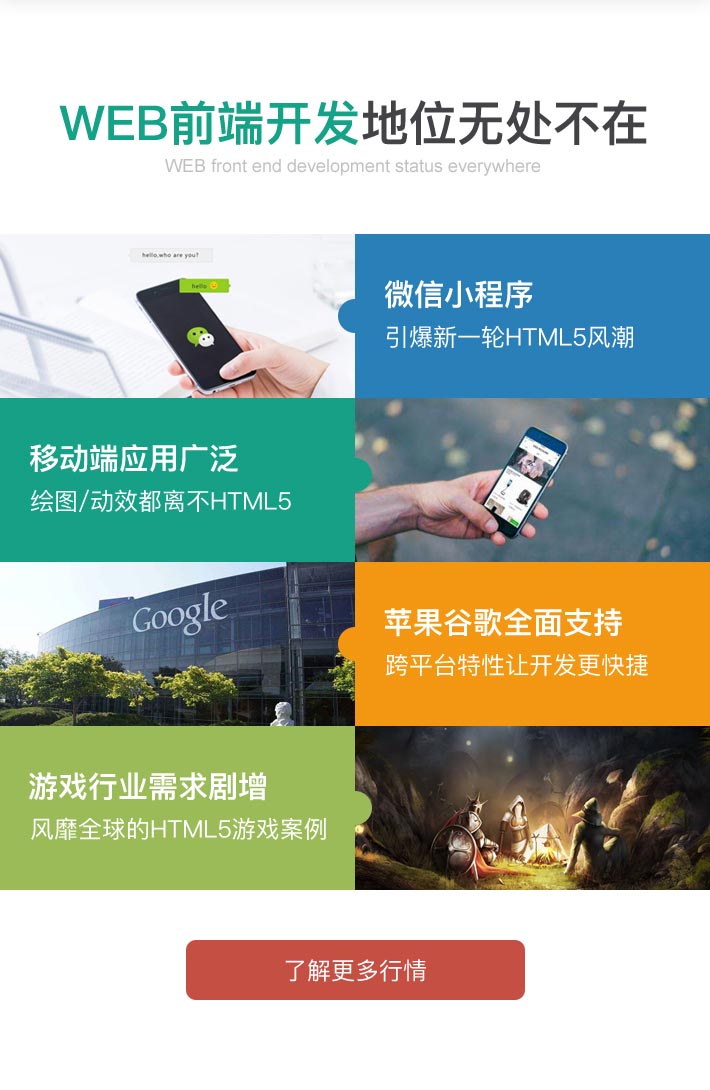 WEB前端开发地位无处不在
WEB front end development status everywhere
hello,who are you?
hello
微信小程序
引爆新一轮HTML5风潮
移动端应用广泛
绘图/动效都离不HTML5
Google
苹果谷歌全面支持
跨平台特性让开发更快捷
游戏行业需求剧增
风靡全球的HTML5游戏案例
了解更多行情